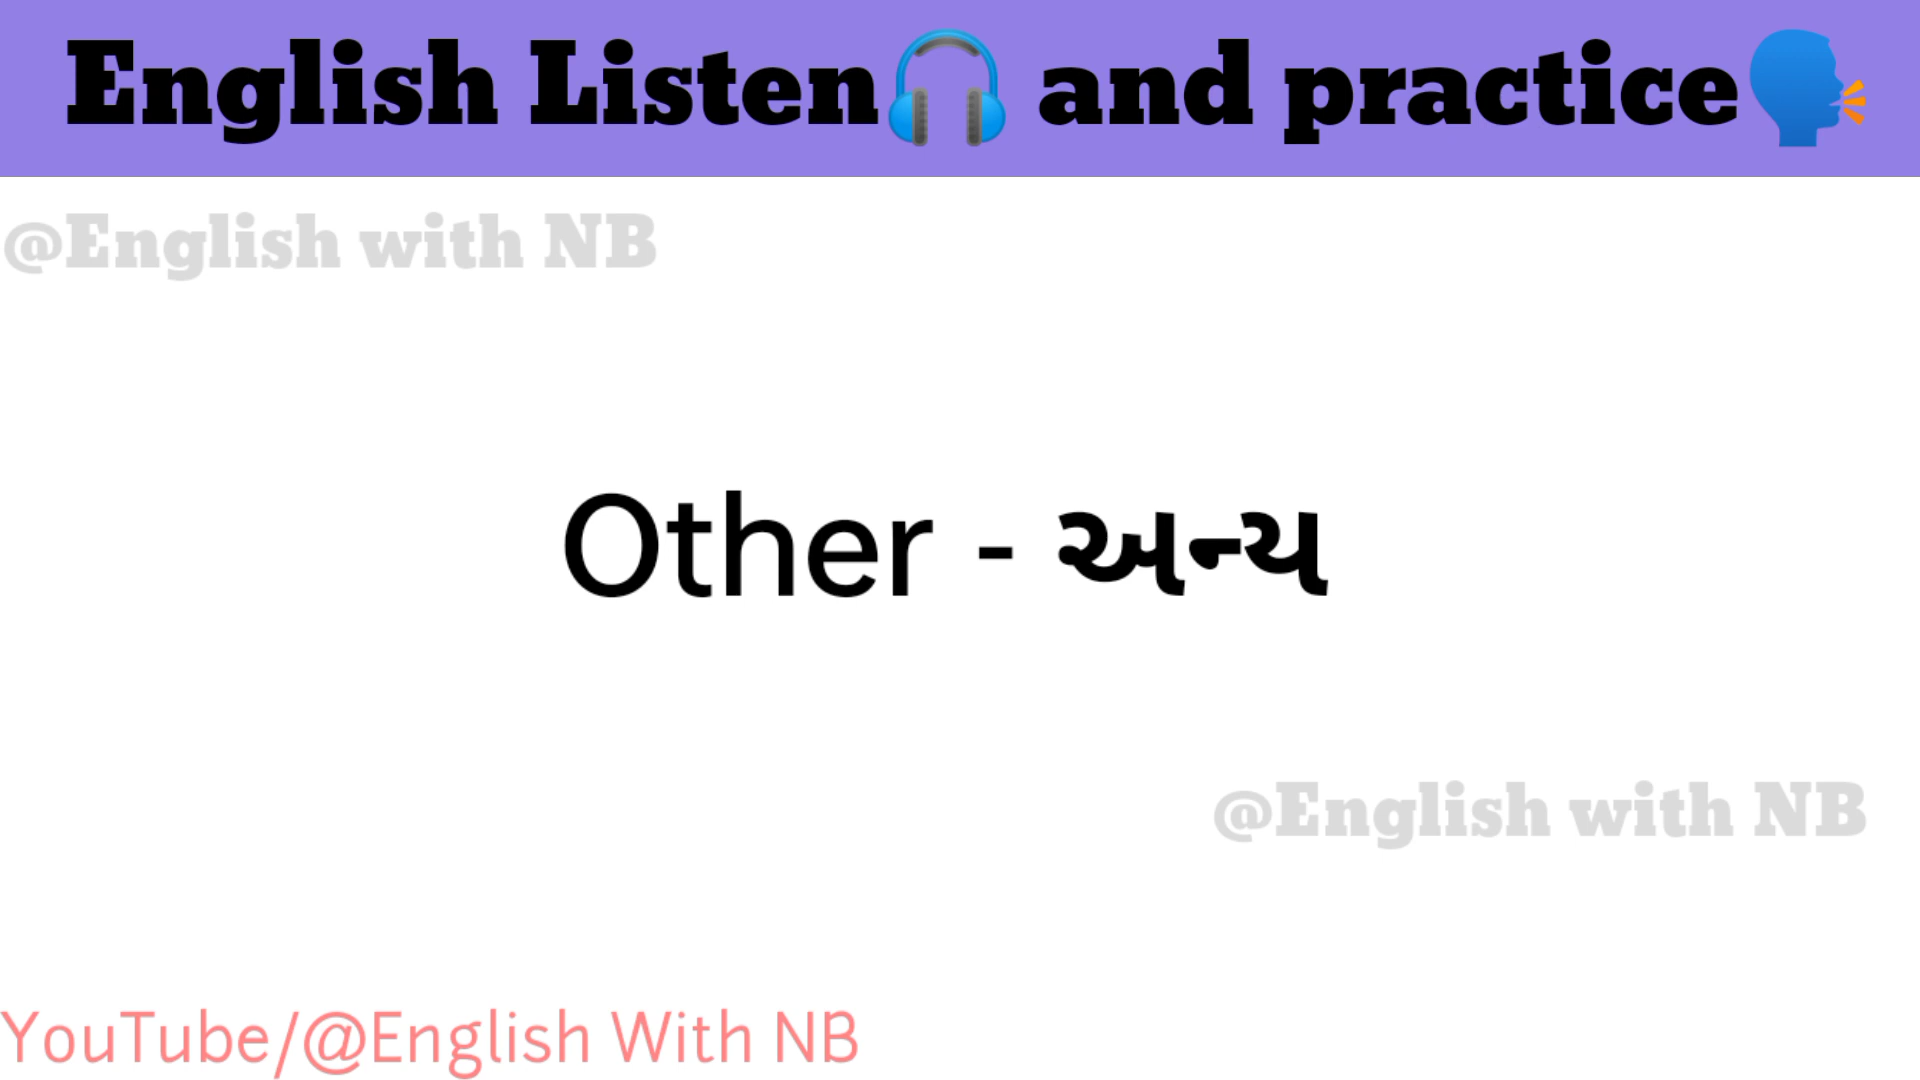 English Listen🎧 and practice🗣️
@English with NB
Other - અન્ય
@English with NB
YouTube/@English With NB